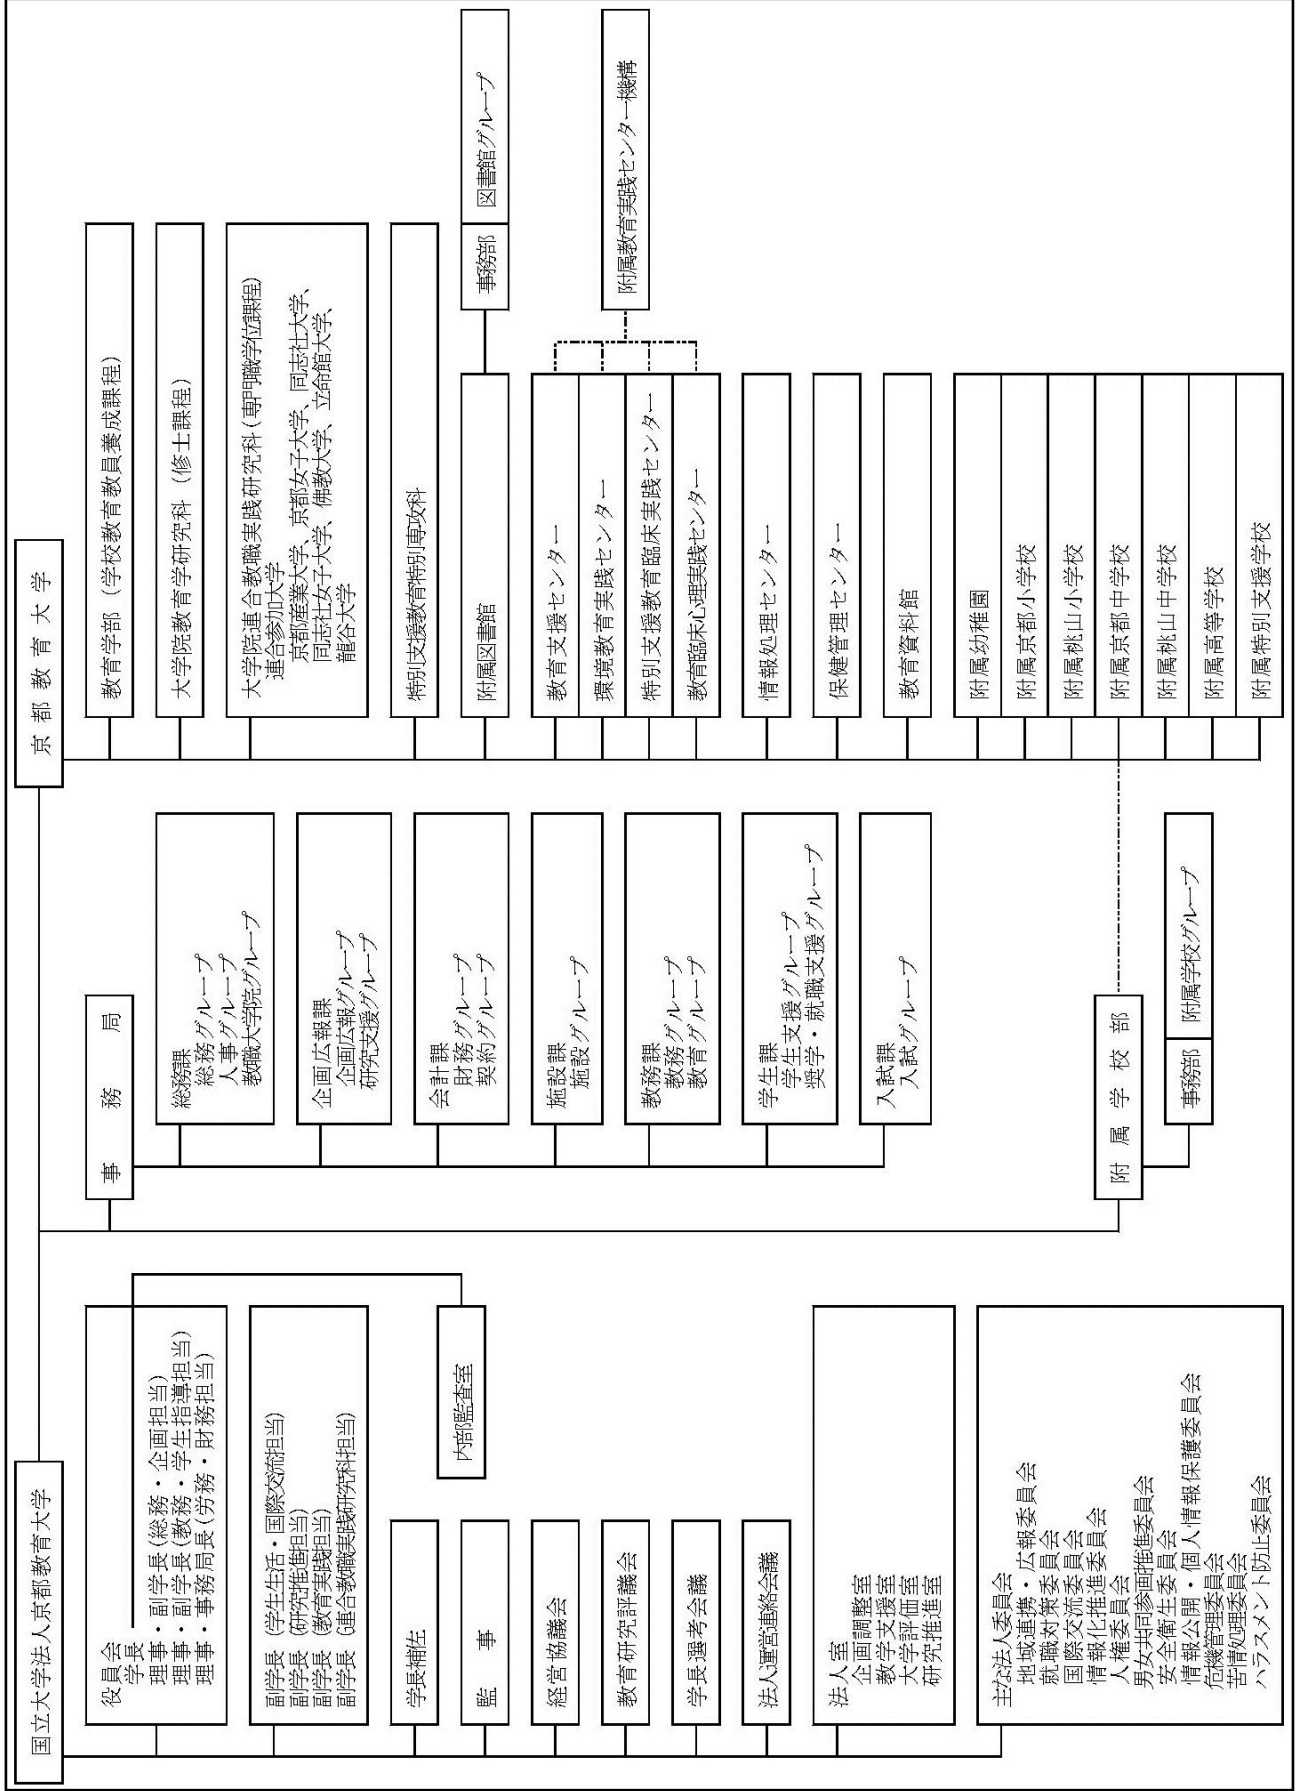 国立大学法人京都教育大学
役員会
学長
理事・副学長(総務・企画担当)
理事・副学長(教務・学生指導担当)
理事・事務局長(労務・財務担当)
副学長 (学生生活・国際交流担当)
副学長 (研究推進担当)
副学長 (教育実践担当)
副学長 (連合教職実践研究科担当)
学長補佐
監 事
内部監査室
経営協議会
教育研究評議会
学長選考会議
法人運営連絡会議
法人室
企画調整室
教学支援室
大学評価室
研究推進室
主な法人委員会
地域連携・広報委員会
就職対策委員会
国際交流委員会
情報化推進委員会
人権委員会
男女共同参画推進委員会
安全衛生委員会
情報公開・個人情報保護委員会
危機管理委員会
苦情処理委員会
ハラスメント防止委員会
事 務 局
総務課
総務グループ
人事グループ
教職大学院グループ
企画広報課
企画広報グループ
研究支援グループ
会計課
財務グループ
契約グループ
施設課
施設グループ
教務課
教務グループ
教育グループ
学生課
学生支援グループ
奨学・就職支援グループ
入試課
入試グループ
附 属 学 校 部
事務部 附属学校グループ
京 都 教 育 大 学
教育学部 (学校教育教員養成課程)
大学院教育学研究科 (修士課程)
大学院連合教職実践研究科(専門職学位課程)
連合参加大学
京都産業大学、京都女子大学、同志社大学、
同志社女子大学、佛教大学、立命館大学、
龍谷大学
特別支援教育特別専攻科
附属図書館
事務部 図書館グループ
教育支援センター
環境教育実践センター
特別支援教育臨床実践センター
教育臨床心理実践センター
附属教育実践センター機構
情報処理センター
保健管理センター
教育資料館
附属幼稚園
附属京都小学校
附属桃山小学校
附属京都中学校
附属桃山中学校
附属高等学校
附属特別支援学校